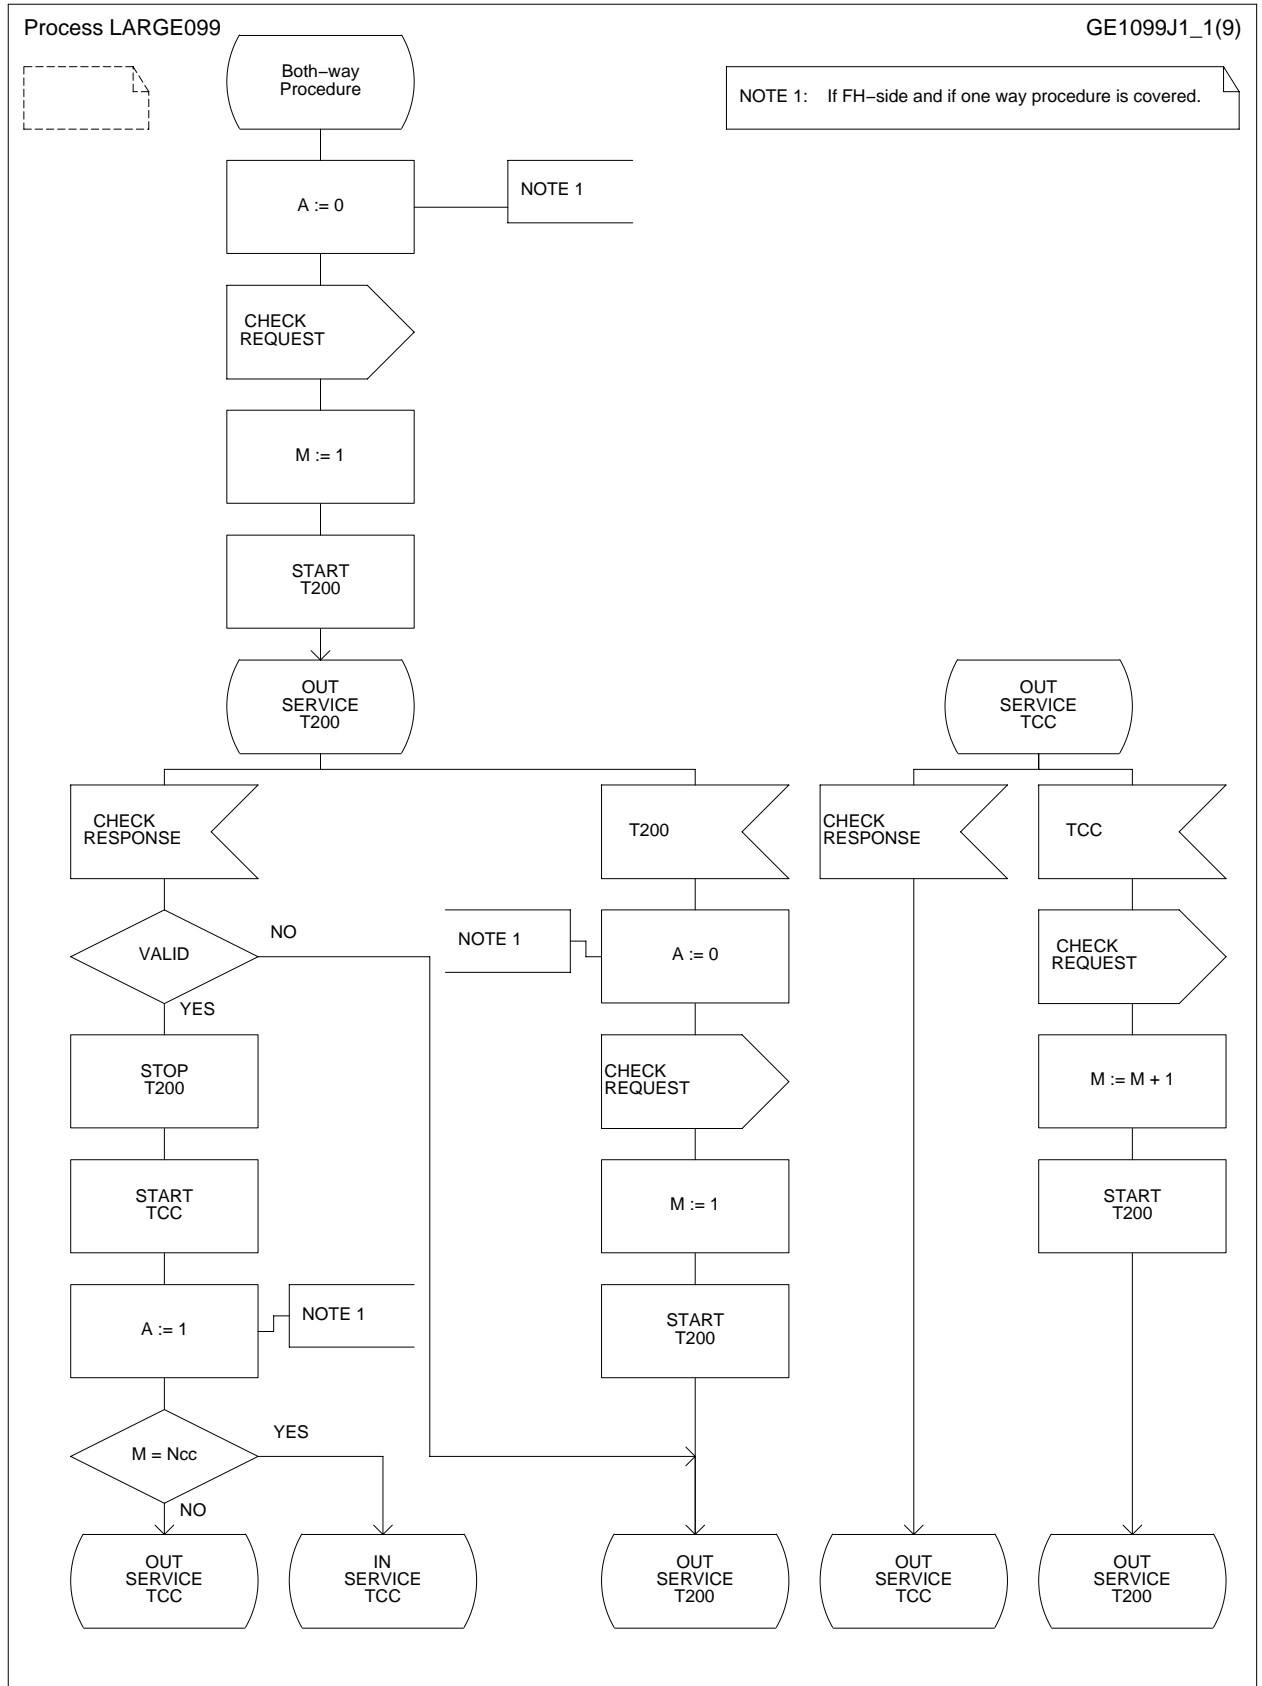 Process LARGE099
GE1099J1_1(9)
Both−way
Procedure
NOTE 1: If FH−side and if one way procedure is covered.
A := 0
NOTE 1
CHECK
REQUEST
M := 1
START
T200
OUT
SERVICE
T200
OUT
SERVICE
TCC
CHECK
RESPONSE
T200
CHECK
RESPONSE
TCC
VALID
NO
YES
NOTE 1
A := 0
CHECK
REQUEST
STOP
T200
CHECK
REQUEST
M := M + 1
START
TCC
M := 1
START
T200
A := 1
NOTE 1
START
T200
M = Ncc
YES
NO
OUT
SERVICE
TCC
IN
SERVICE
TCC
OUT
SERVICE
T200
OUT
SERVICE
TCC
OUT
SERVICE
T200